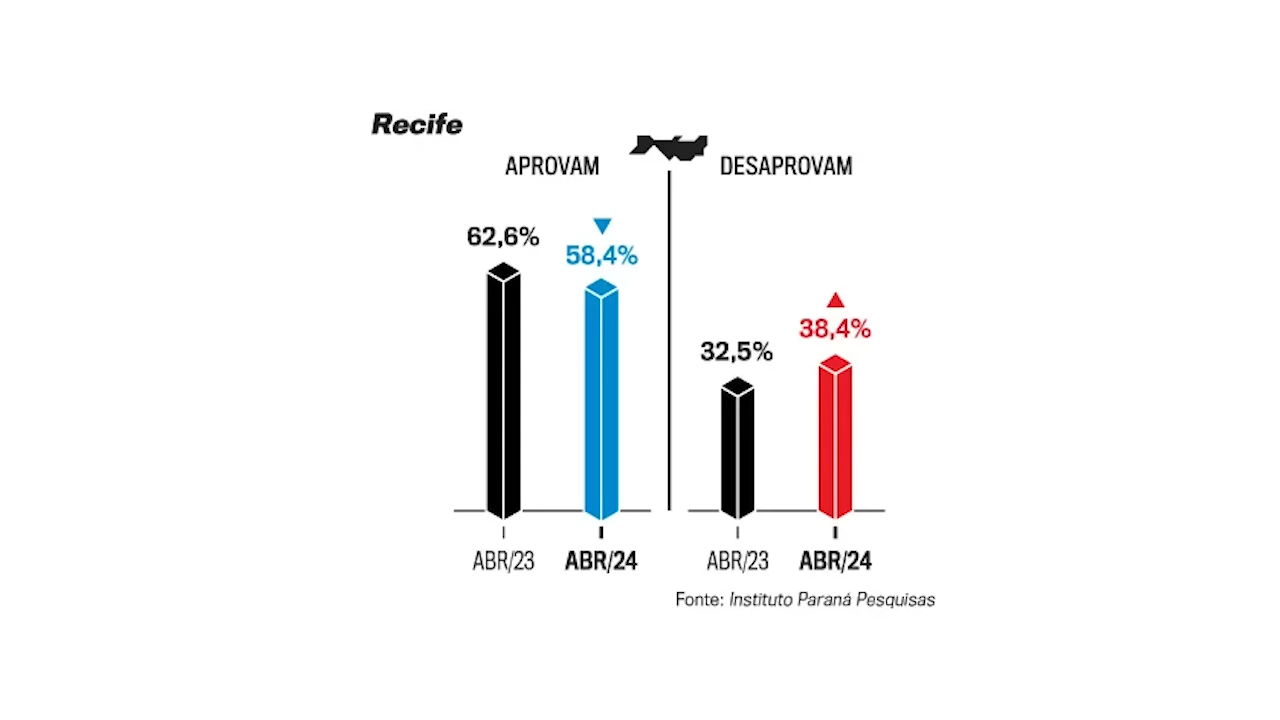 Recife
APROVAM
DESAPROVAM
62,6%
58,4%
32,5%
38,4%
ABR/23
ABR/24
ABR/23
ABR/24
Fonte: Instituto Paraná Pesquisas